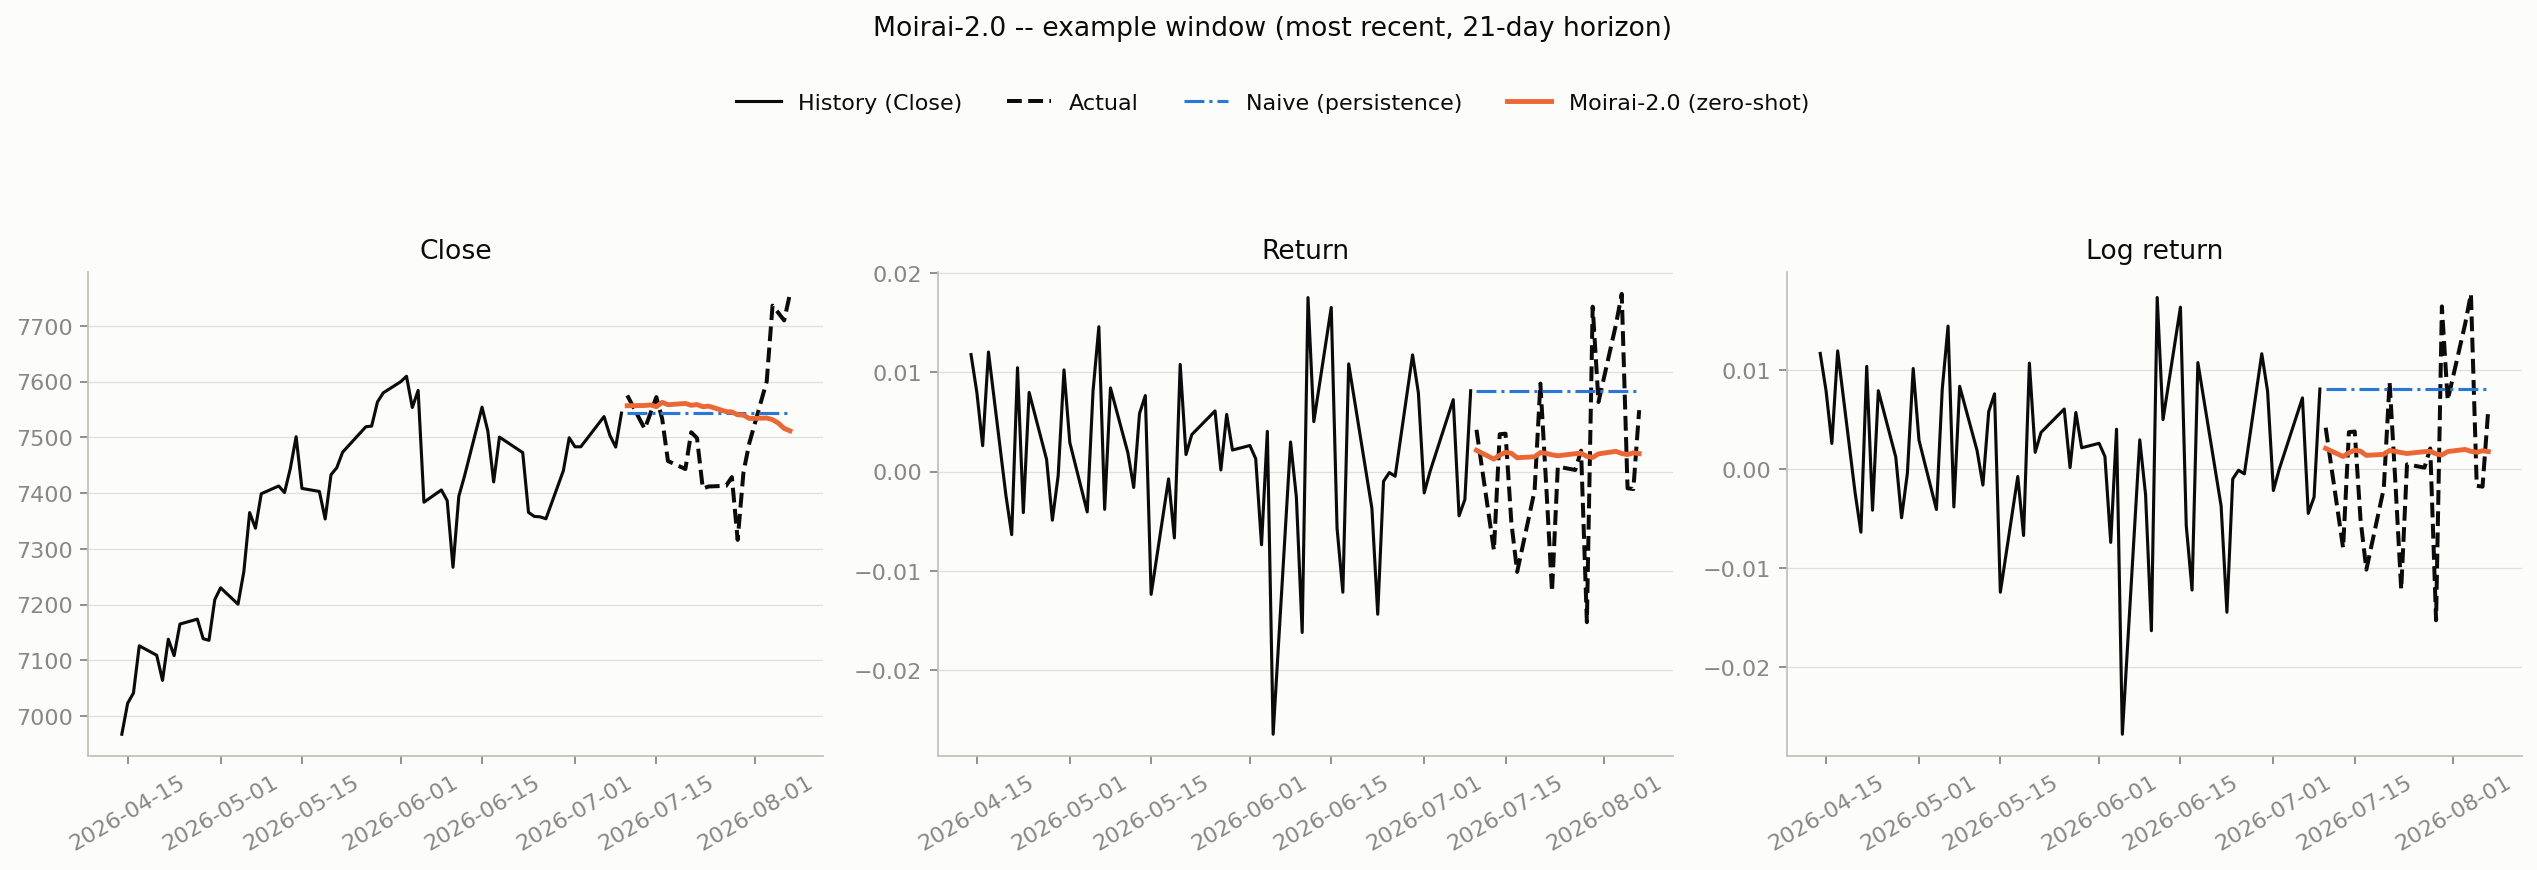 Moirai-2.0 -- example window (most recent, 21-day horizon)
History (Close) Actual Naive (persistence) Moirai-2.0 (zero-shot)
Close
7700
7600
7500
7400
7300
7200
7100
7000
2026-04-15 2026-05-01 2026-05-15 2026-06-01 2026-06-15 2026-07-01 2026-07-15 2026-08-01
Return
0.02
0.01
0.00
−0.01
−0.02
2026-04-15 2026-05-01 2026-05-15 2026-06-01 2026-06-15 2026-07-01 2026-07-15 2026-08-01
Log return
0.01
0.00
−0.01
−0.02
2026-04-15 2026-05-01 2026-05-15 2026-06-01 2026-06-15 2026-07-01 2026-07-15 2026-08-01